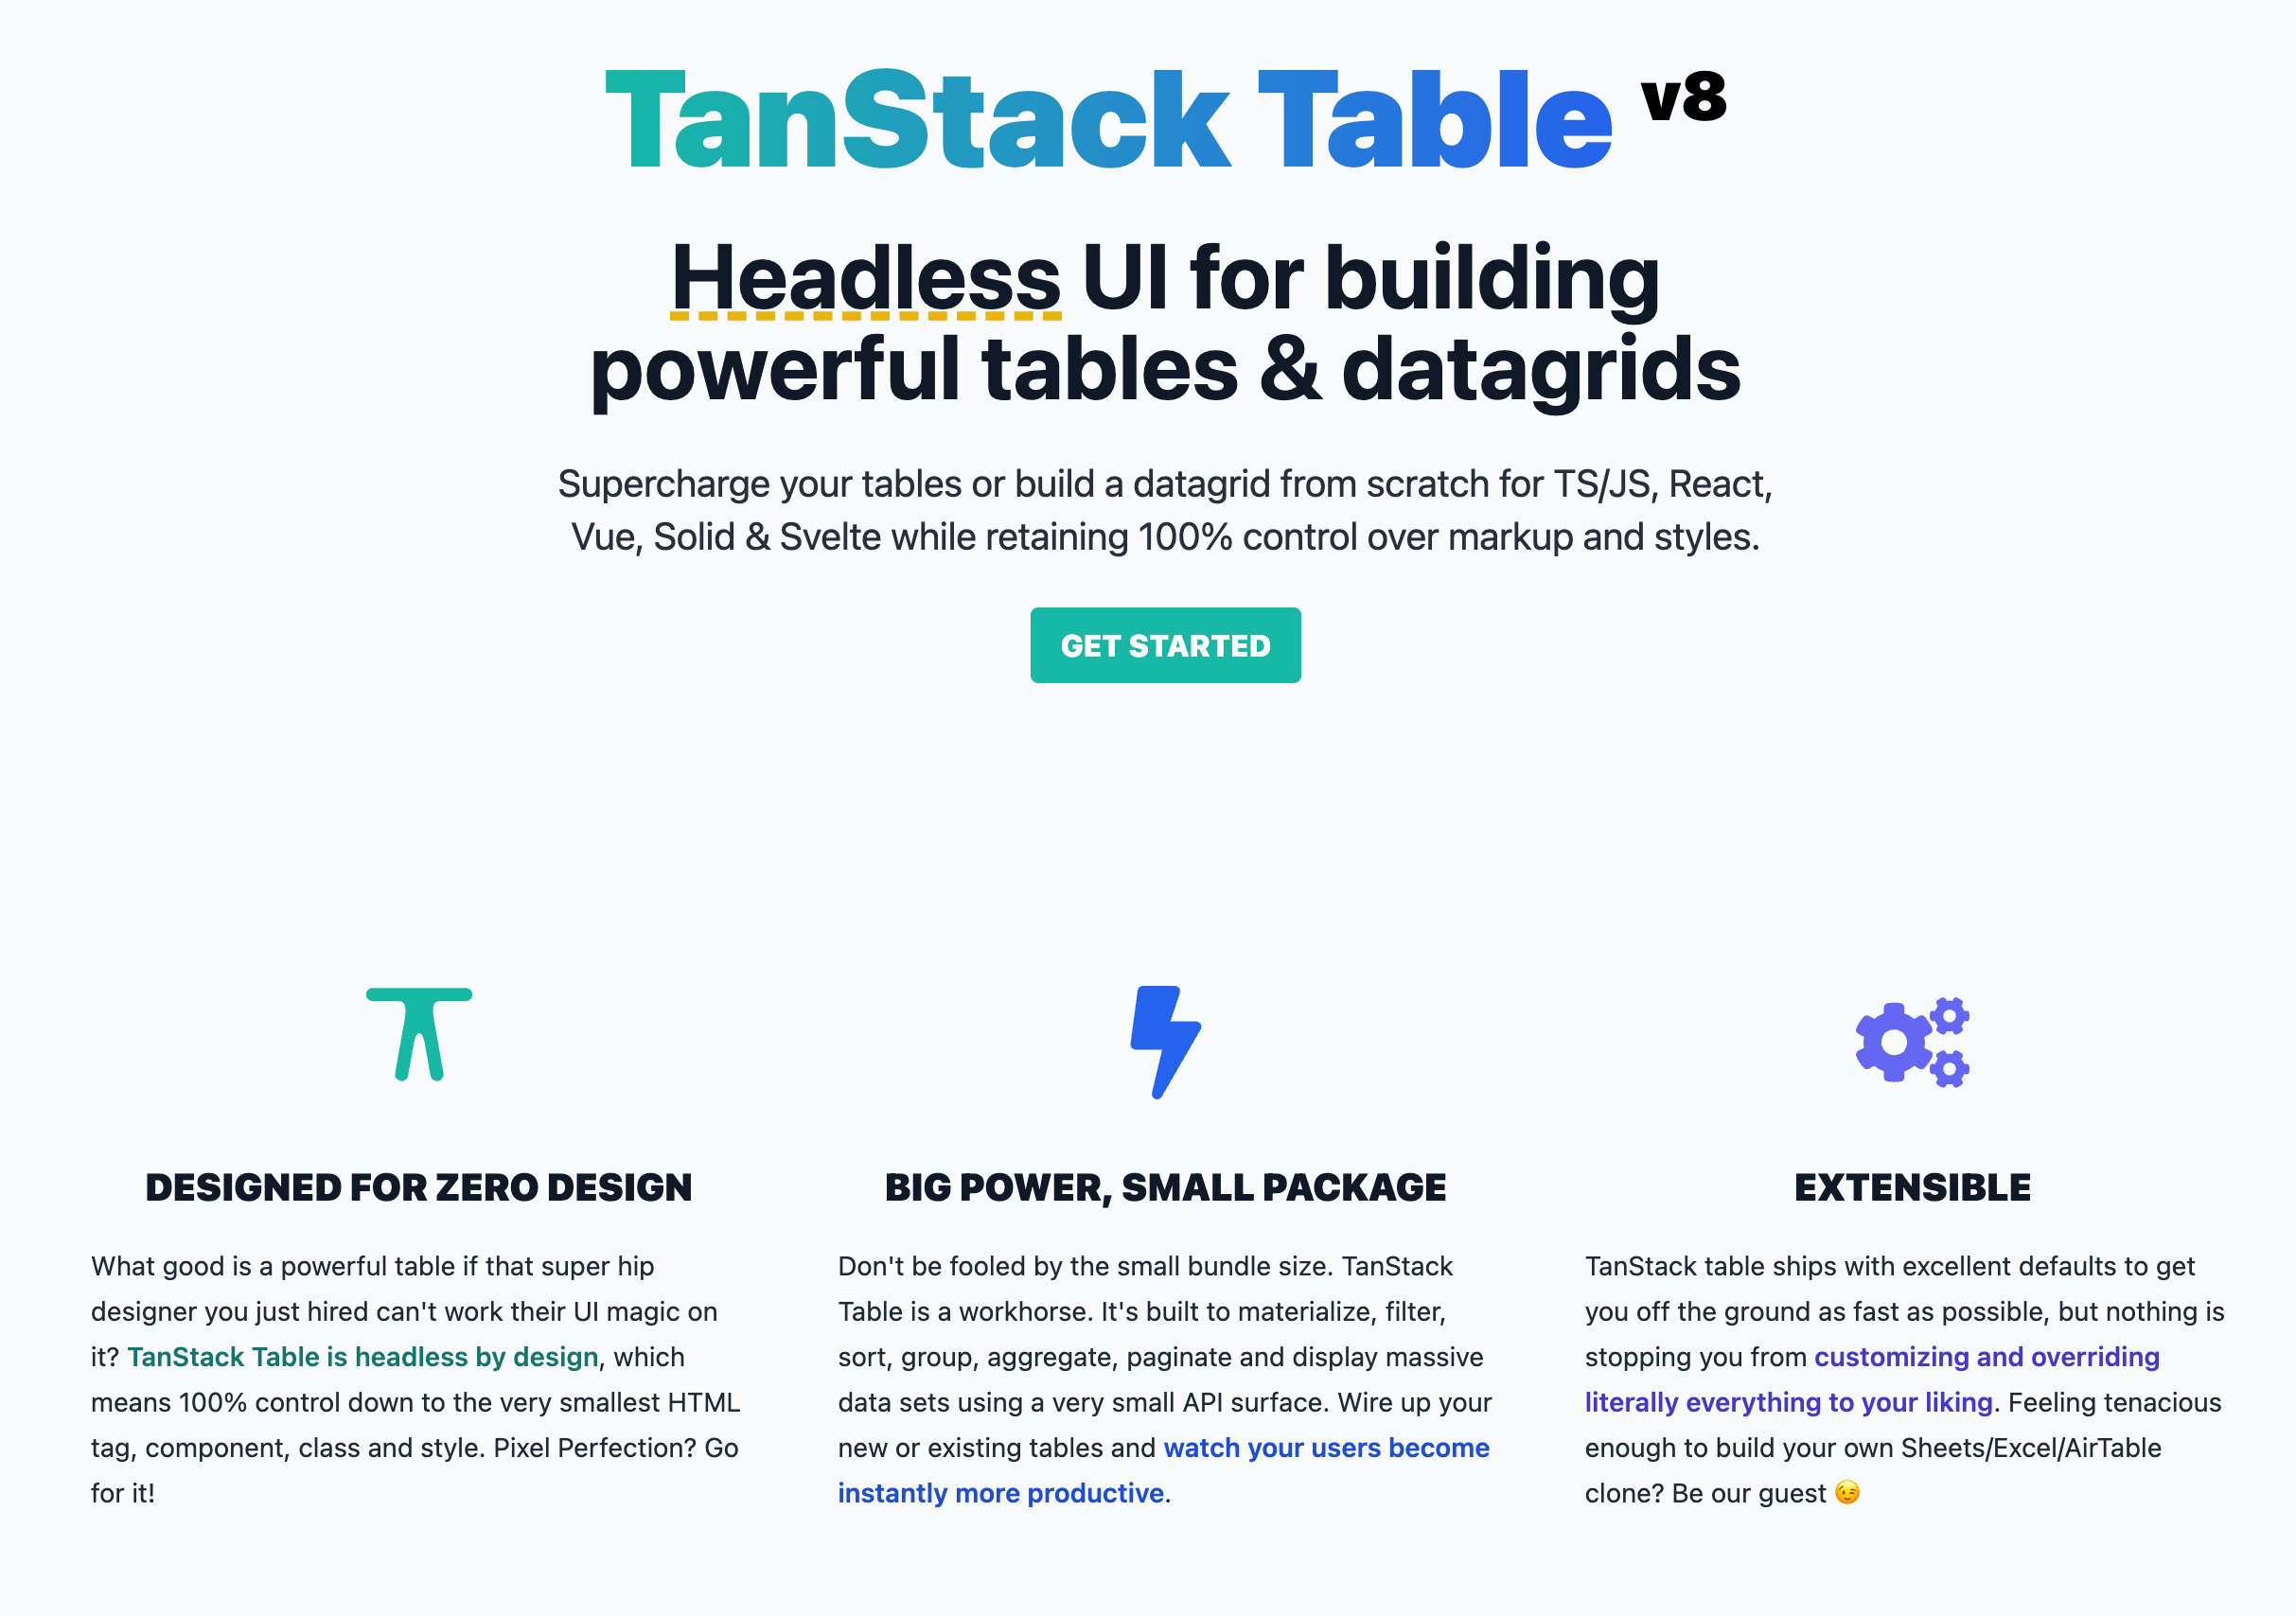 TanStack Table v8
Headless UI for building
powerful tables & datagrids
Supercharge your tables or build a datagrid from scratch for TS/JS, React,
Vue, Solid & Svelte while retaining 100% control over markup and styles.
GET STARTED
DESIGNED FOR ZERO DESIGN
What good is a powerful table if that super hip
designer you just hired can't work their UI magic on
it? TanStack Table is headless by design, which
means 100% control down to the very smallest HTML
tag, component, class and style. Pixel Perfection? Go
for it!
BIG POWER, SMALL PACKAGE
Don't be fooled by the small bundle size. TanStack
Table is a workhorse. It's built to materialize, filter,
sort, group, aggregate, paginate and display massive
data sets using a very small API surface. Wire up your
new or existing tables and watch your users become
instantly more productive.
EXTENSIBLE
TanStack table ships with excellent defaults to get
you off the ground as fast as possible, but nothing is
stopping you from customizing and overriding
literally everything to your liking. Feeling tenacious
enough to build your own Sheets/Excel/AirTable
clone? Be our guest 😉